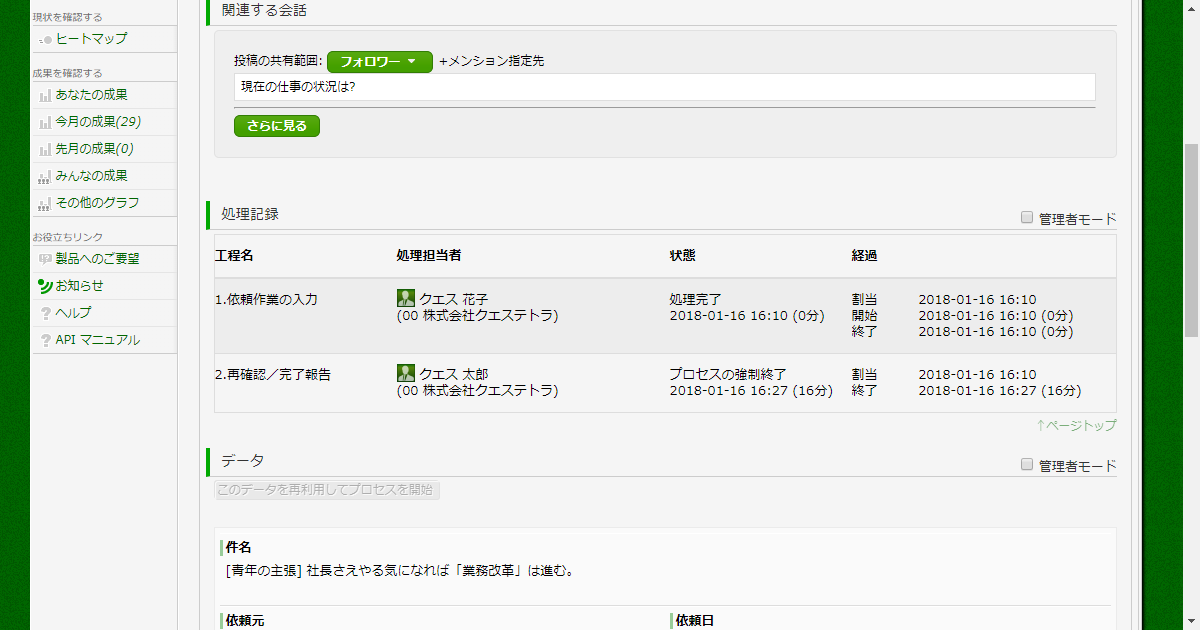 現状を確認する
ヒートマップ
成果を確認する
あなたの成果
今月の成果(29)
先月の成果(0)
みんなの成果
その他のグラフ
お役立ちリンク
製品へのご要望
お知らせ
ヘルプ
API マニュアル
関連する会話
投稿の共有範囲: フォロワー +メンション指定先
現在の仕事の状況は?
さらに見る
処理記録
管理者モード
工程名 処理担当者 状態 経過
1.依頼作業の入力 クエス 花子 処理完了 割当 2018-01-16 16:10
(00 株式会社クエステトラ) 2018-01-16 16:10 (0分) 開始 2018-01-16 16:10 (0分)
終了 2018-01-16 16:10 (0分)
2.再確認／完了報告 クエス 太郎 プロセスの強制終了 割当 2018-01-16 16:10
(00 株式会社クエステトラ) 2018-01-16 16:27 (16分) 終了 2018-01-16 16:27 (16分)
↑ページトップ
データ
管理者モード
このデータを再利用してプロセスを開始
件名
[青年の主張] 社長さえやる気になれば「業務改革」は進む。
依頼元 依頼日